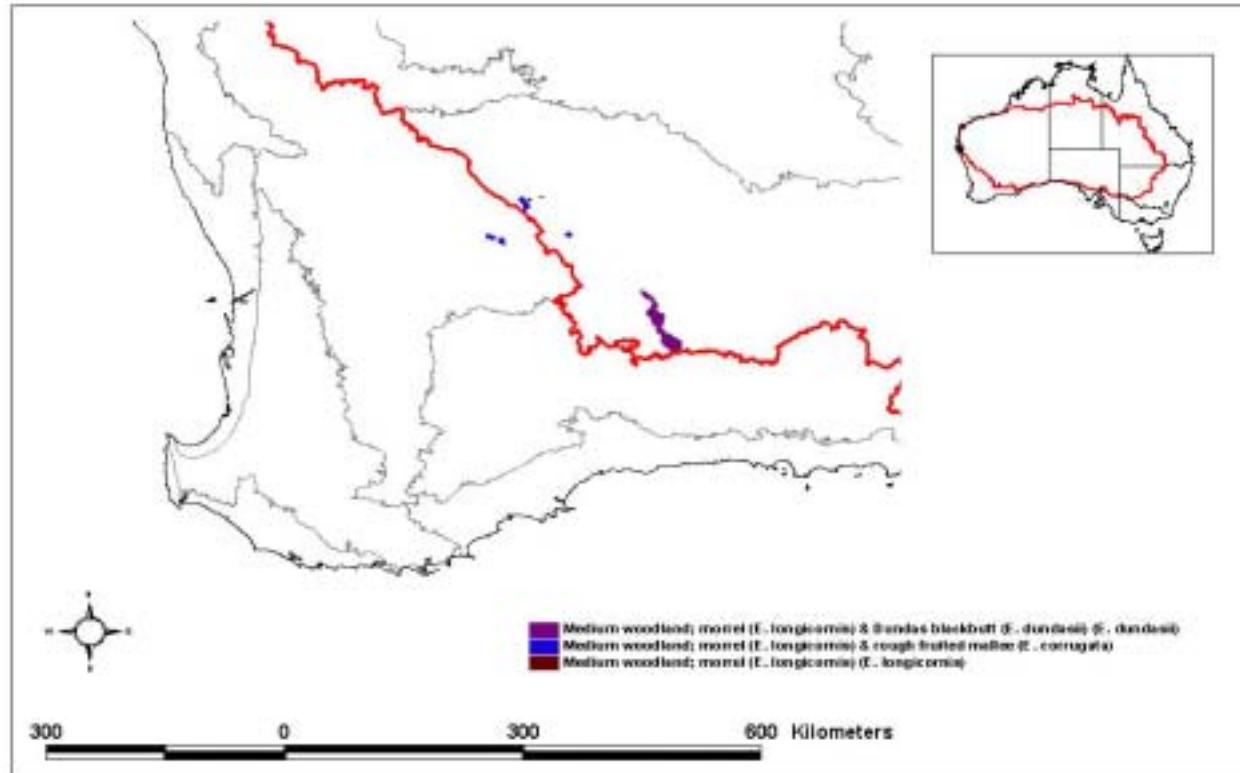 Medium woodland; morrel (E. longicornis) & Dundas blackbutt (E. dundasii) (E. dundasii)
Medium woodland; morrel (E. longicornis) & rough fruited mallee (E. corrugata)
Medium woodland; morrel (E. longicornis) (E. longicornis)
300 0 300 600 Kilometers